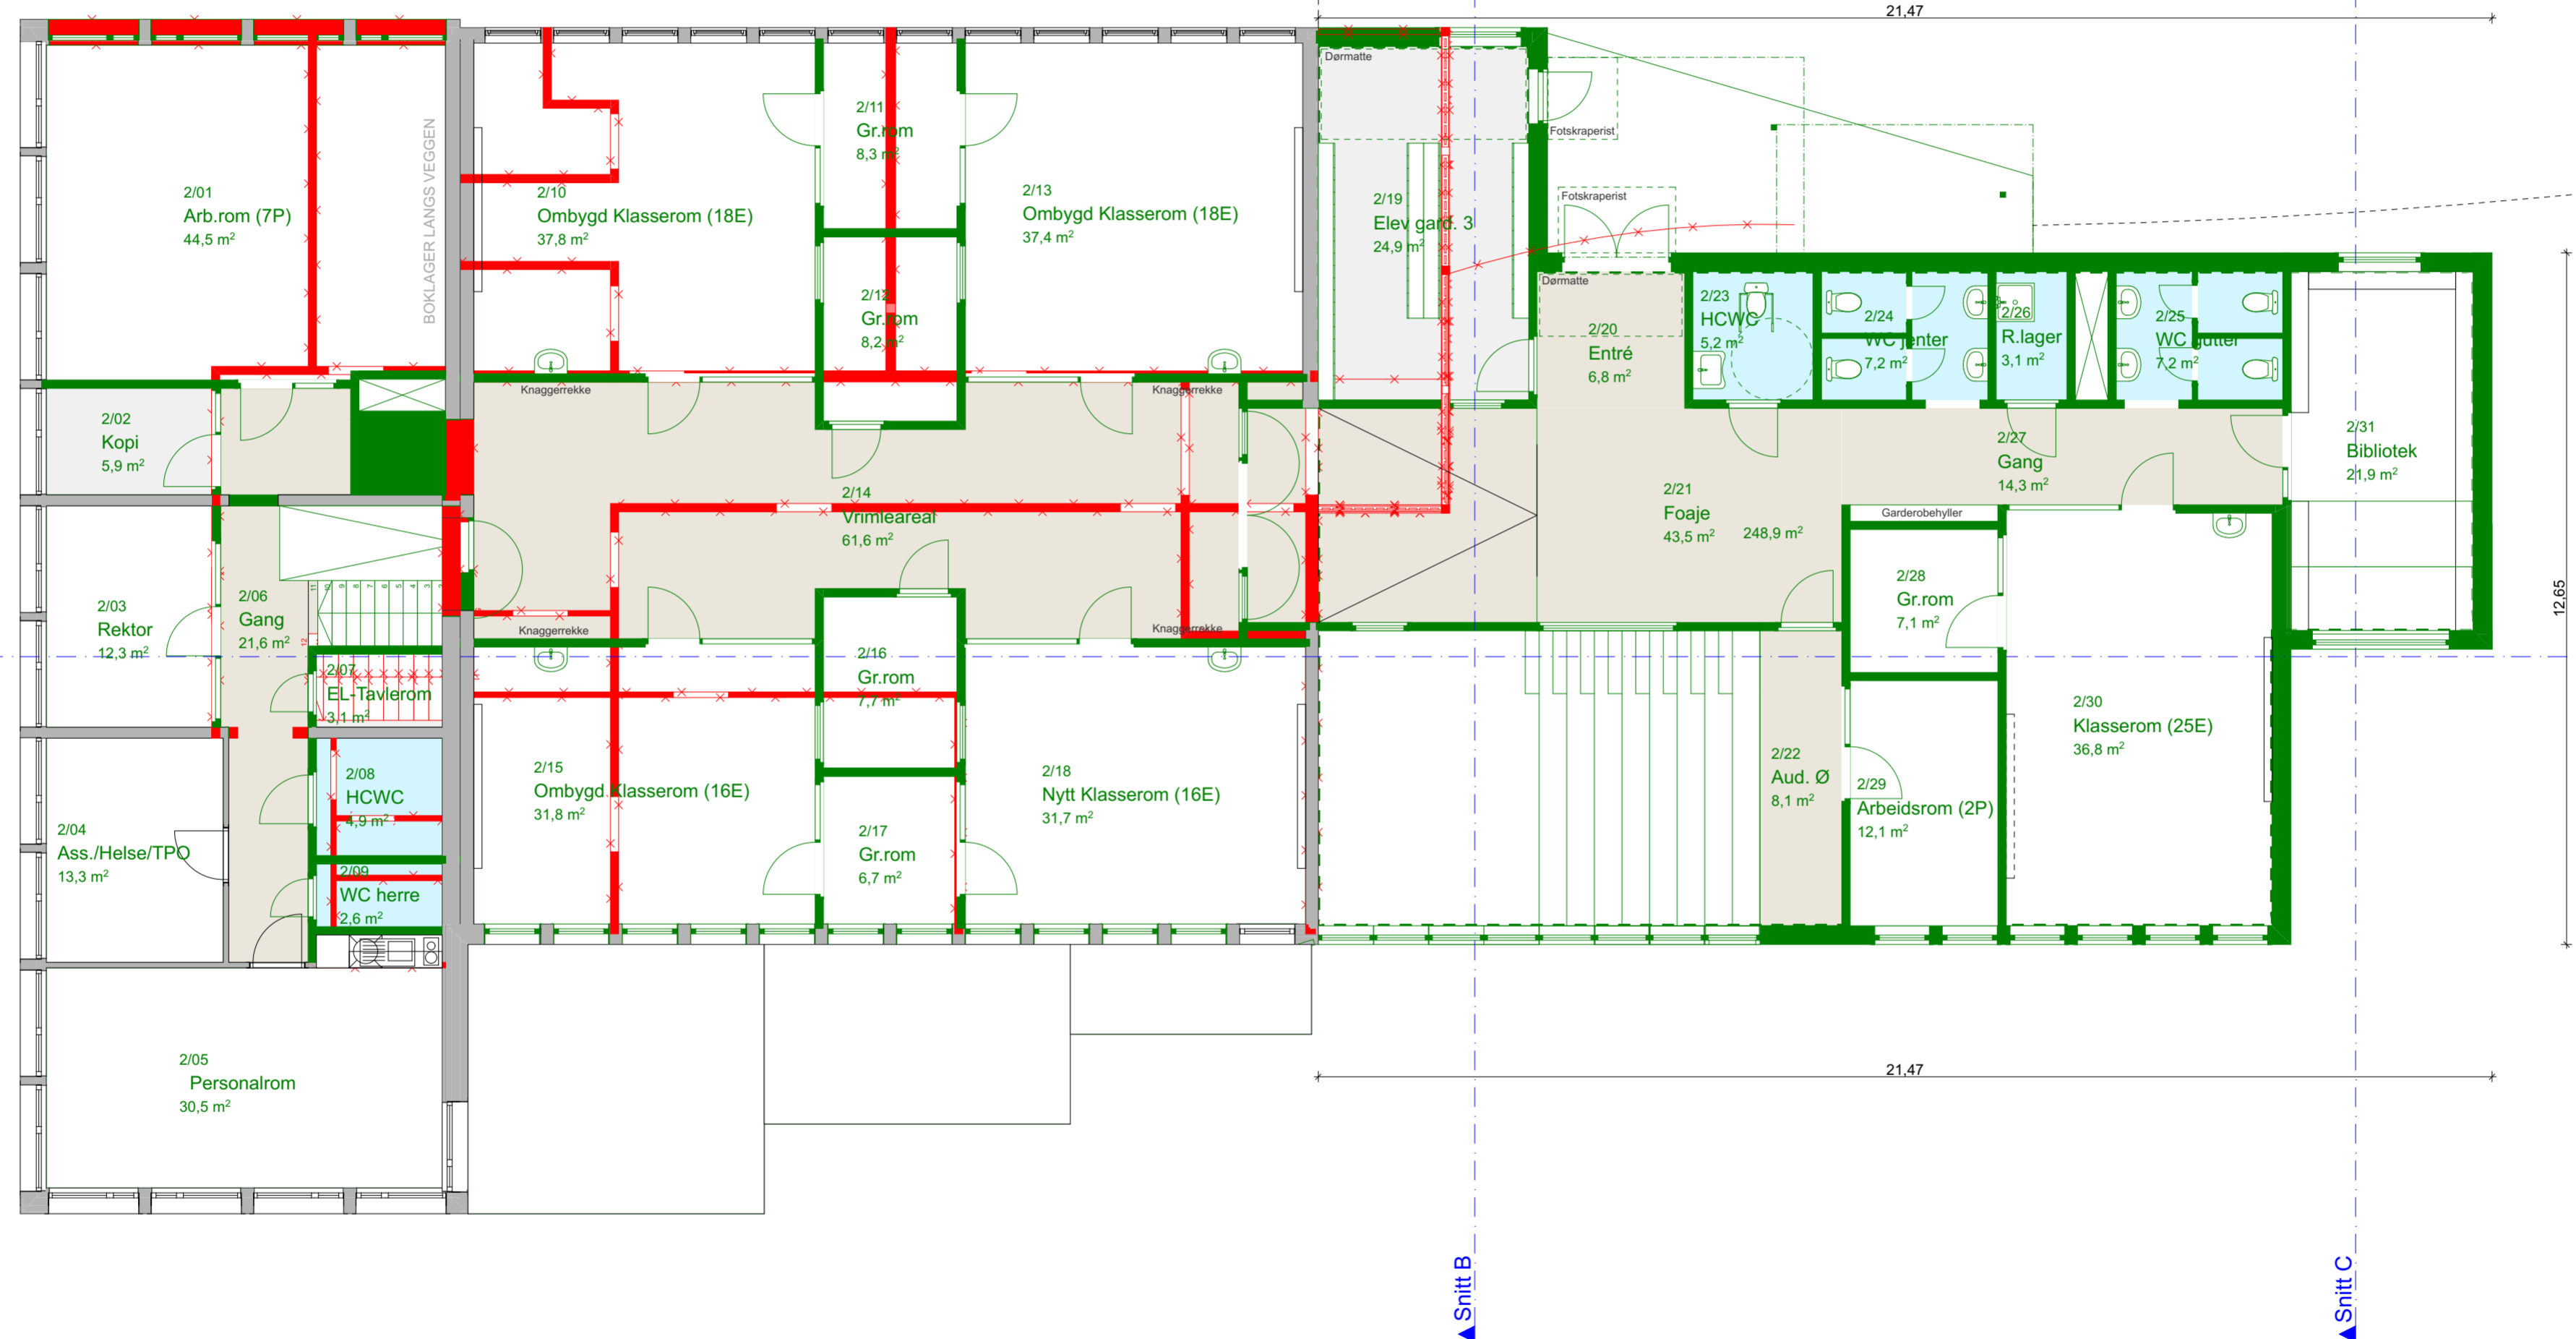 21,47
Dørmatte
Fotskraperist
Fotskraperist
Dørmatte
BOKLAGER LANGS VEGGEN
2/01
Arb.rom (7P)
44,5 m²
2/02
Kopi
5,9 m²
2/03
Rektor
12,3 m²
2/04
Ass./Helse/TPO
13,3 m²
2/05
Personalrom
30,5 m²
2/06
Gang
21,6 m²
2/07
EL-Tavlerom
3,1 m²
2/08
HCWC
4,9 m²
2/09
WC herre
2,6 m²
2/10
Ombygd Klasserom (18E)
37,8 m²
2/11
Gr.rom
8,3 m²
2/12
Gr.rom
8,2 m²
2/13
Ombygd Klasserom (18E)
37,4 m²
Knaggerrekke
Knaggerrekke
2/14
Vrimleareal
61,6 m²
Knaggerrekke
Knaggerrekke
2/15
Ombygd Klasserom (16E)
31,8 m²
2/16
Gr.rom
7,7 m²
2/17
Gr.rom
6,7 m²
2/18
Nytt Klasserom (16E)
31,7 m²
2/19
Elev gard. 3
24,9 m²
2/20
Entré
6,8 m²
2/21
Foaje
43,5 m²
248,9 m²
2/22
Aud. Ø
8,1 m²
2/23
HCWC
5,2 m²
2/24
WC jenter
7,2 m²
2/26
R.lager
3,1 m²
2/25
WC gutter
7,2 m²
2/27
Gang
14,3 m²
Garderobehyller
2/28
Gr.rom
7,1 m²
2/29
Arbeidsrom (2P)
12,1 m²
2/30
Klasserom (25E)
36,8 m²
2/31
Bibliotek
21,9 m²
12,65
21,47
Snitt B
Snitt C